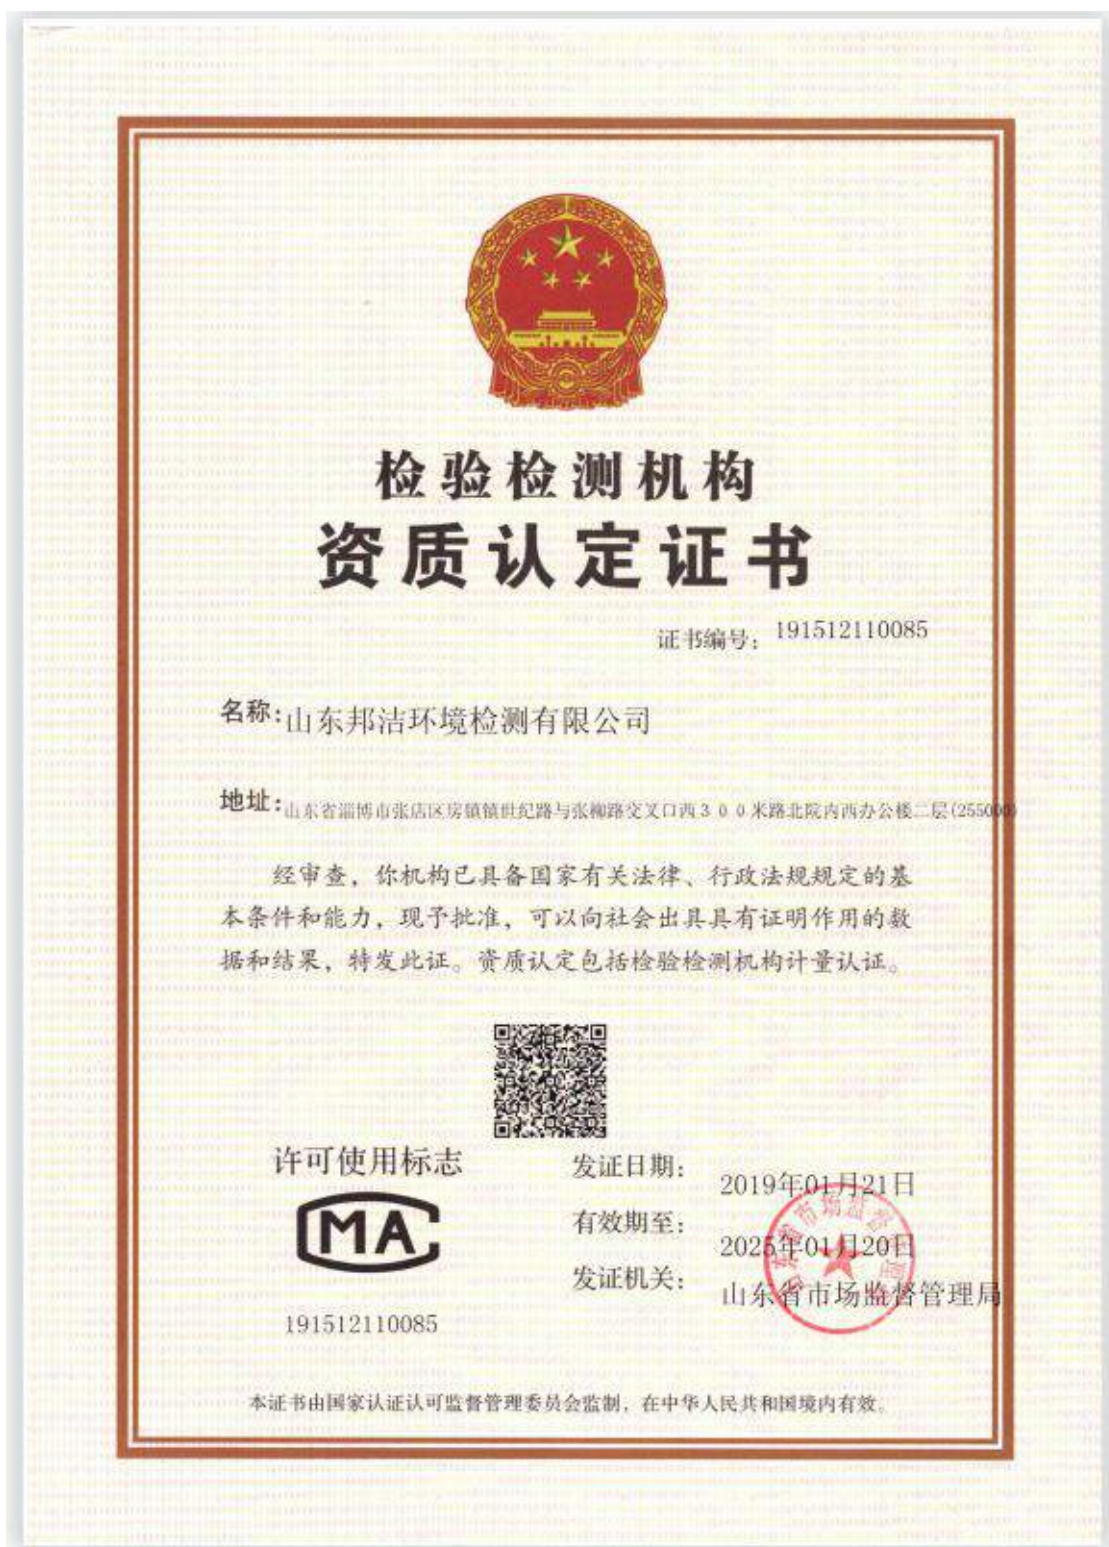 检验检测机构
资质认定证书
证书编号：191512110085
名称：山东邦洁环境检测有限公司
地址：山东省淄博市张店区房镇镇世纪路与张柳路交叉口西３００米路北院内西办公楼二层(255000)
经审查，你机构已具备国家有关法律、行政法规规定的基
本条件和能力，现予批准，可以向社会出具具有证明作用的数
据和结果，特发此证。资质认定包括检验检测机构计量认证。
许可使用标志
MA
191512110085
发证日期：2019年01月21日
有效期至：2025年01月20日
发证机关：山东省市场监督管理局
本证书由国家认证认可监督管理委员会监制，在中华人民共和国境内有效。